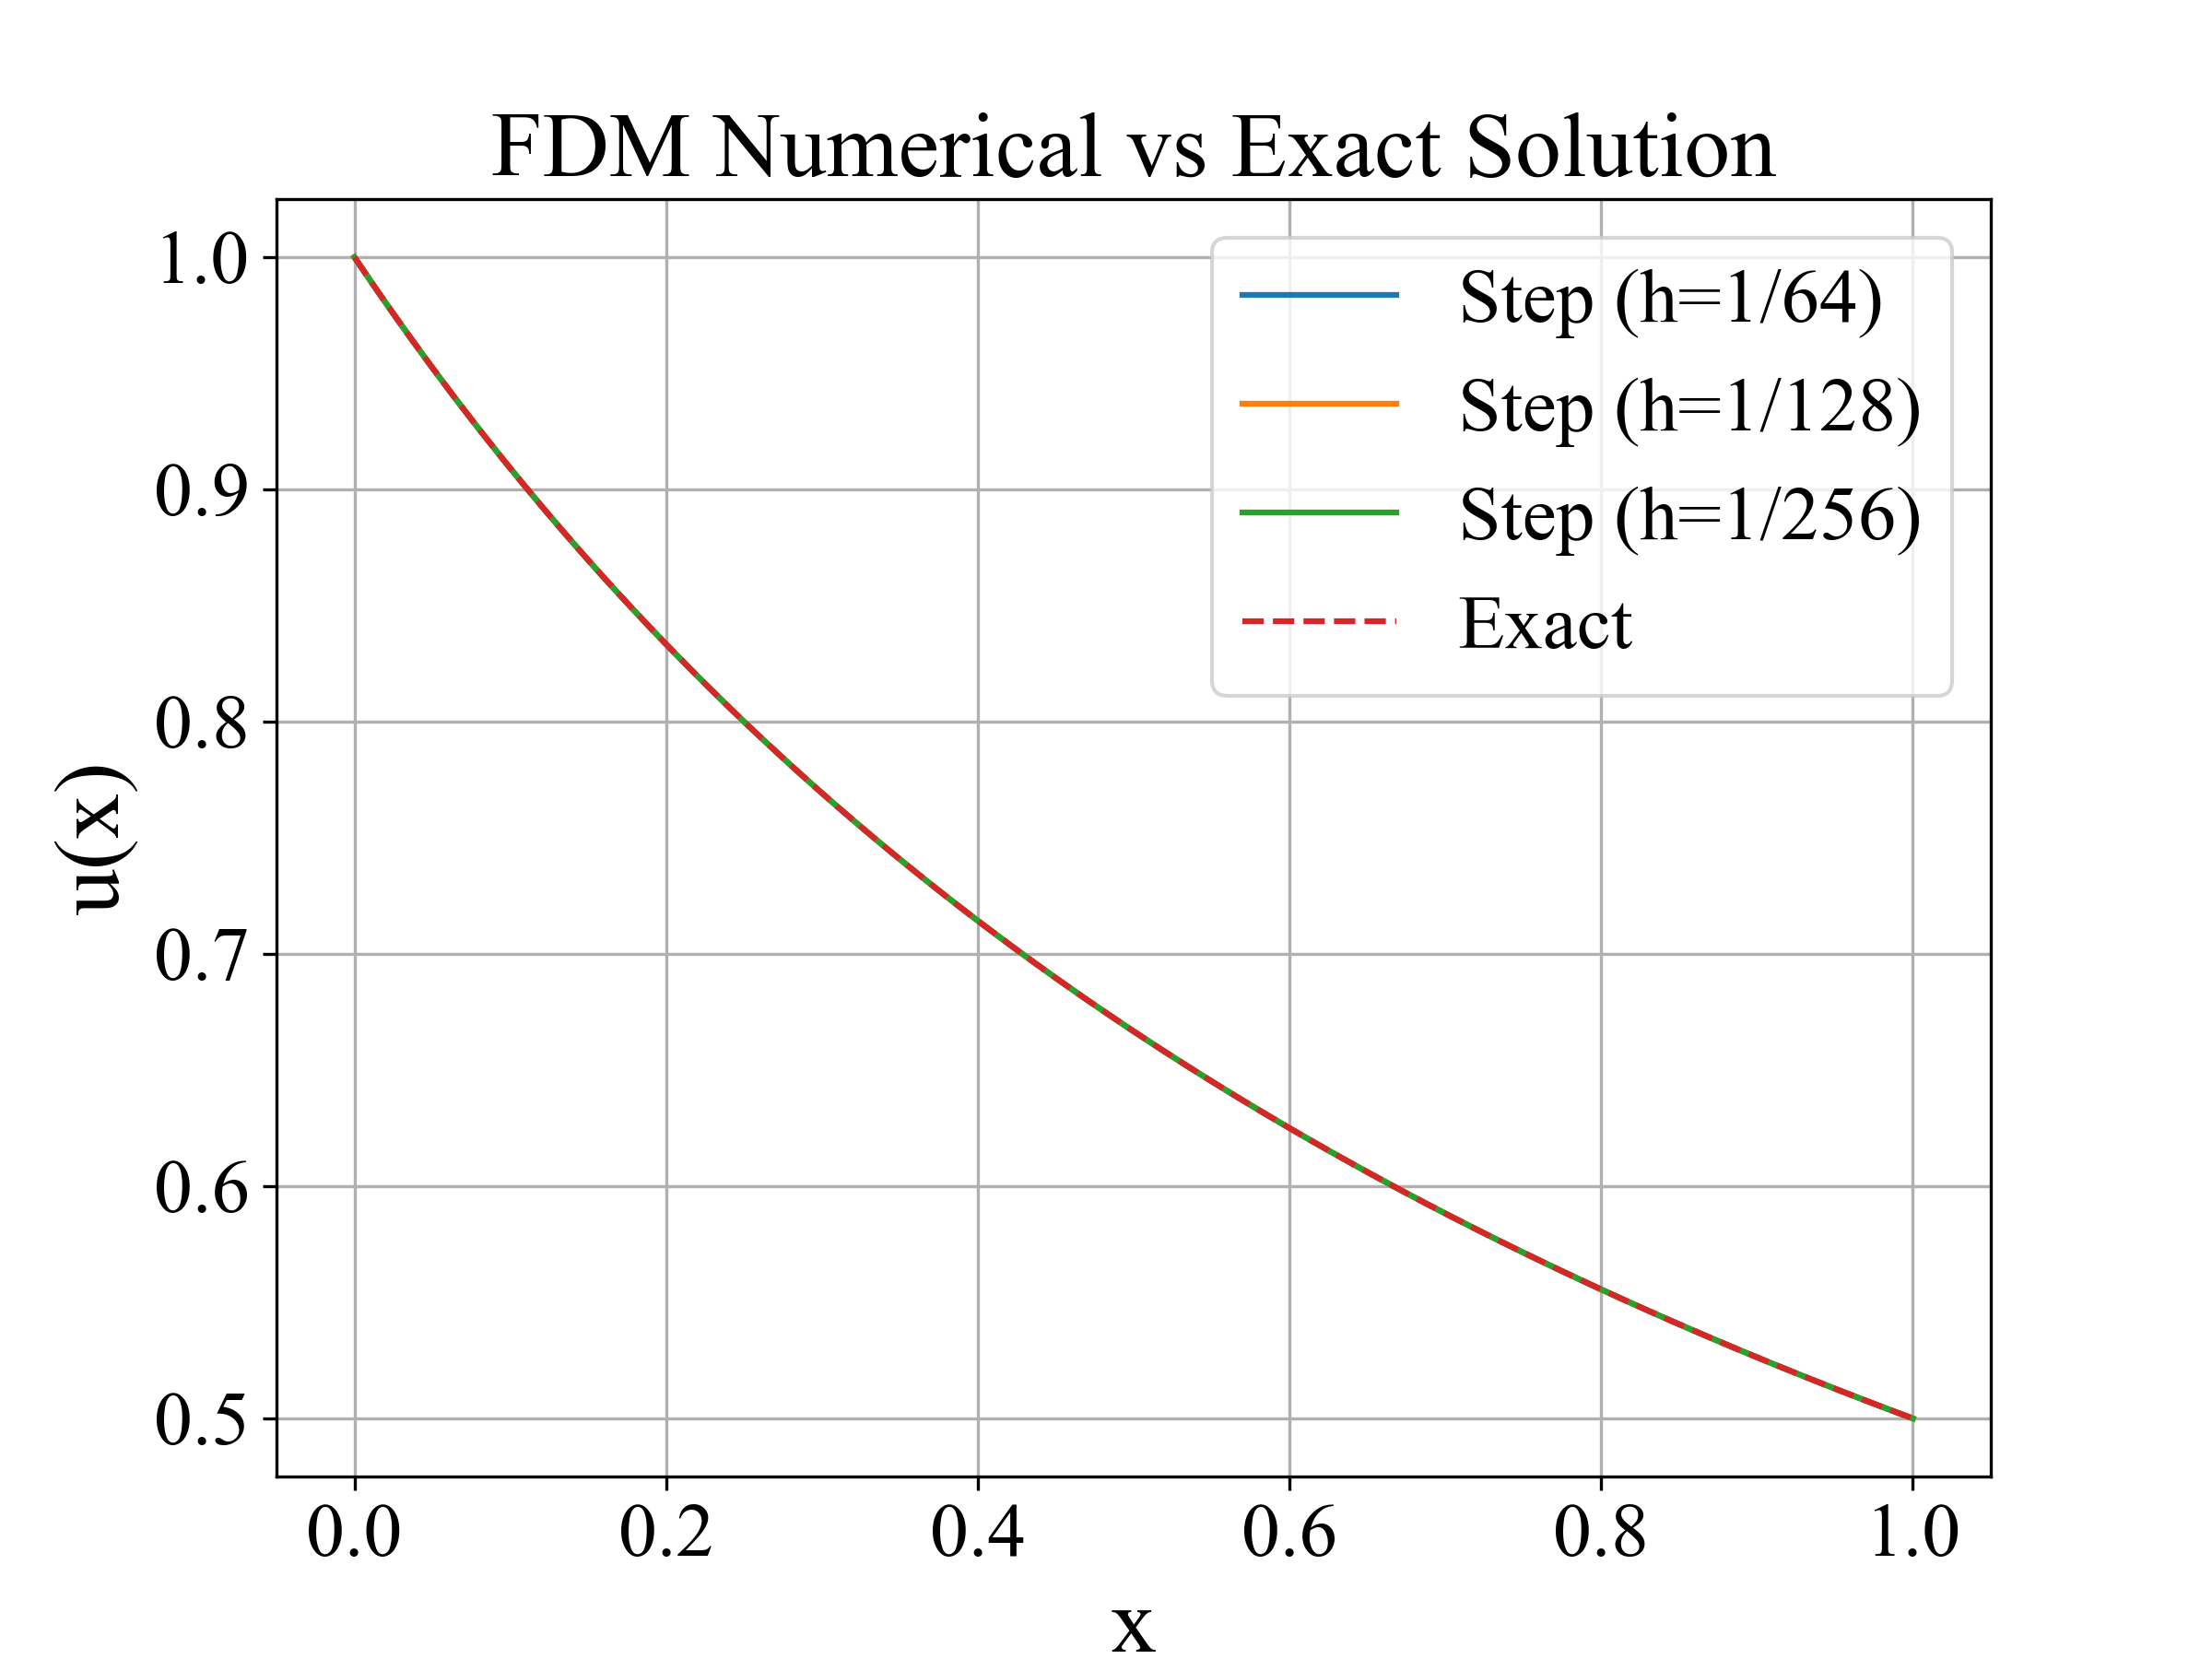 FDM Numerical vs Exact Solution
1.0
0.9
0.8
0.7
0.6
0.5
u(x)
Step (h=1/64)
Step (h=1/128)
Step (h=1/256)
Exact
0.0 0.2 0.4 0.6 0.8 1.0
x